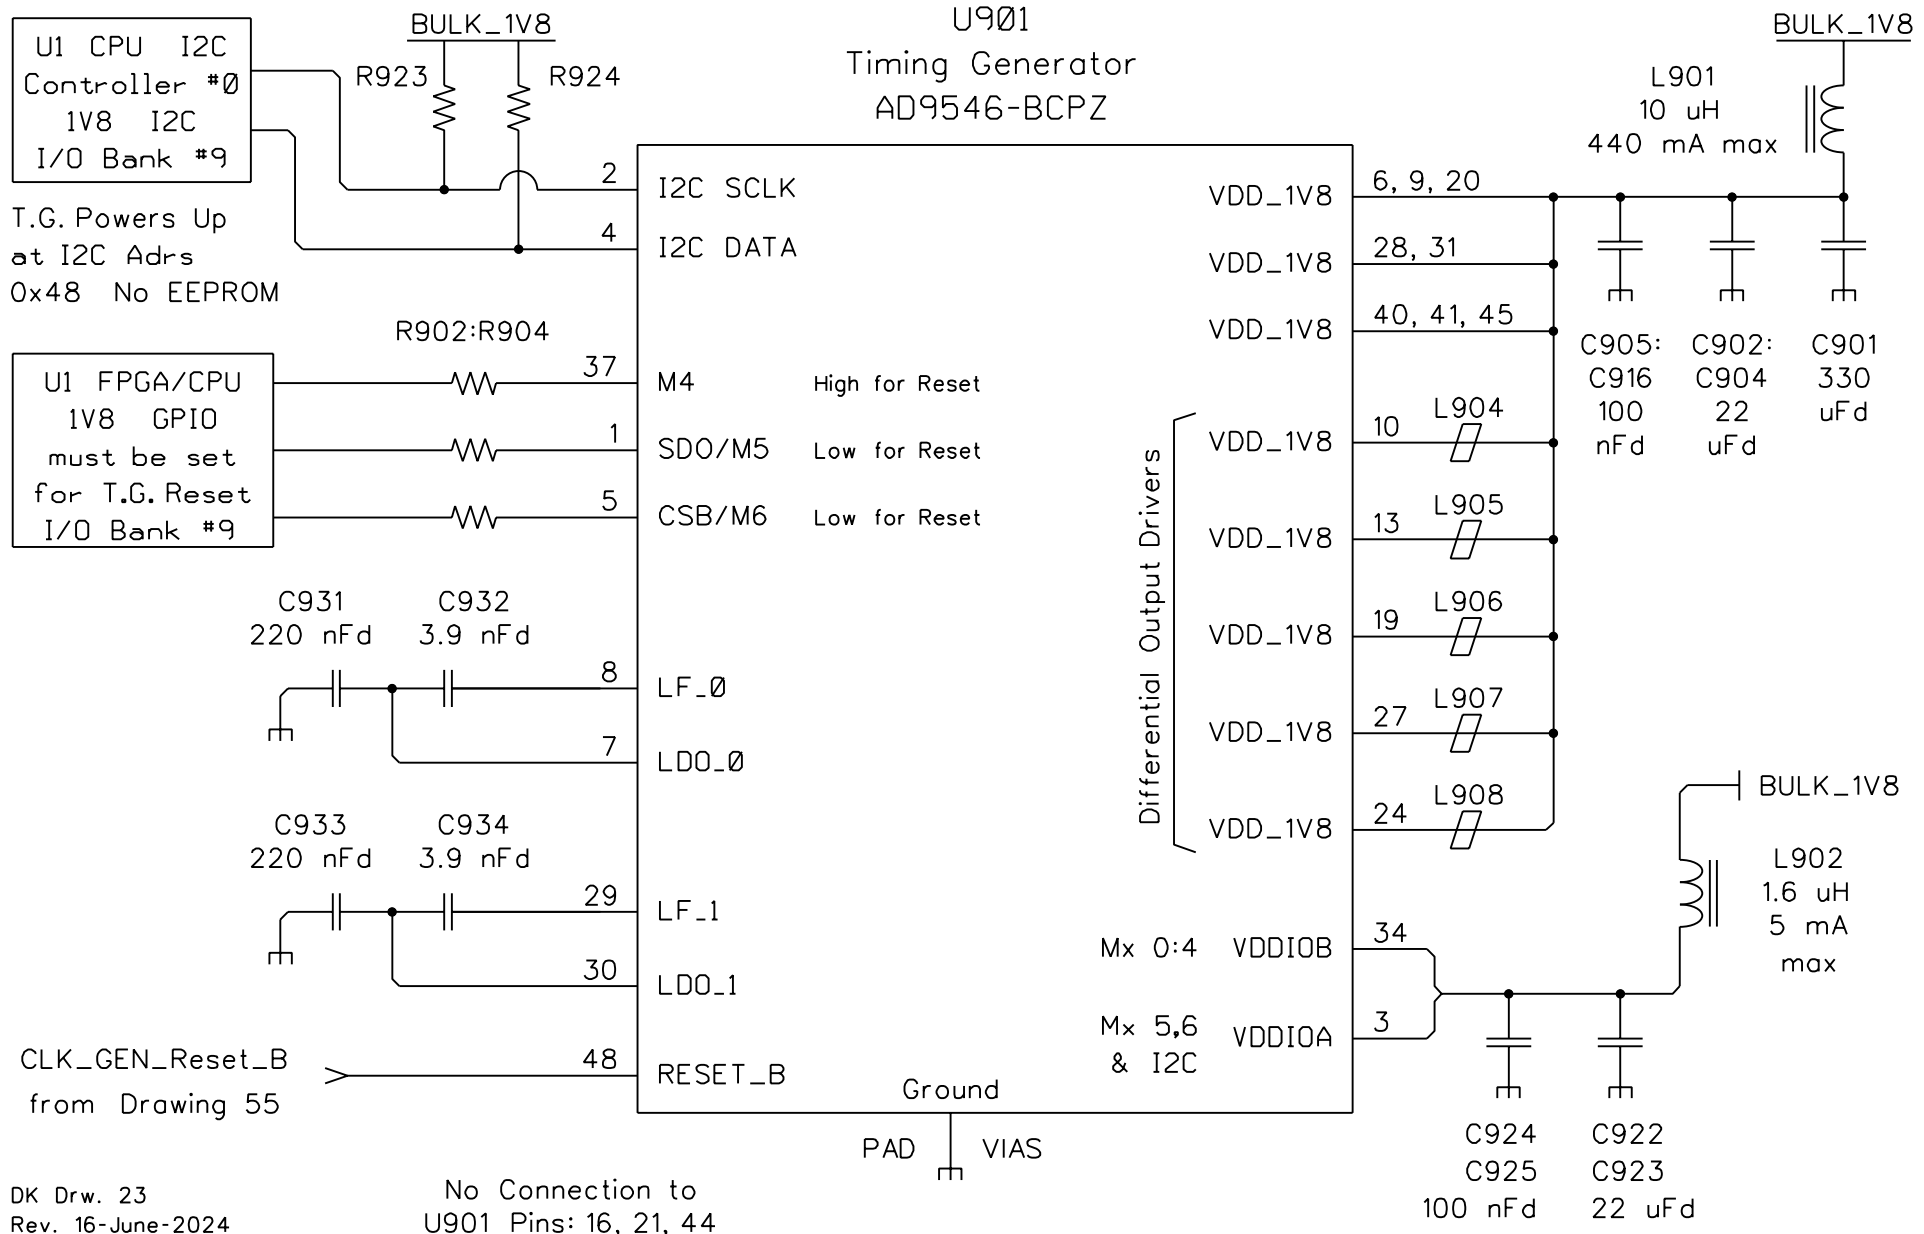 U901
Timing Generator
AD9546-BCPZ
U1 CPU I2C
Controller #0
1V8 I2C
I/O Bank #9
T.G. Powers Up
at I2C Adrs
0x48 No EEPROM
BULK_1V8
R923
R924
2
I2C SCLK
4
I2C DATA
R902:R904
U1 FPGA/CPU
1V8 GPIO
must be set
for T.G. Reset
I/O Bank #9
37
M4 High for Reset
1
SDO/M5 Low for Reset
5
CSB/M6 Low for Reset
C931
220 nFd
C932
3.9 nFd
8
LF_0
7
LDO_0
C933
220 nFd
C934
3.9 nFd
29
LF_1
30
LDO_1
CLK_GEN_Reset_B
from Drawing 55
48
RESET_B
Ground
PAD VIAS
BULK_1V8
L901
10 uH
440 mA max
VDD_1V8 6, 9, 20
VDD_1V8 28, 31
VDD_1V8 40, 41, 45
C905:
C916
100
nFd
C902:
C904
22
uFd
C901
330
uFd
Differential Output Drivers
VDD_1V8 10 L904
VDD_1V8 13 L905
VDD_1V8 19 L906
VDD_1V8 27 L907
VDD_1V8 24 L908
BULK_1V8
L902
1.6 uH
5 mA
max
Mx 0:4 VDDIOB 34
Mx 5,6
& I2C
VDDIOA 3
C924
C925
100 nFd
C922
C923
22 uFd
DK Drw. 23
Rev. 16-June-2024
No Connection to
U901 Pins: 16, 21, 44